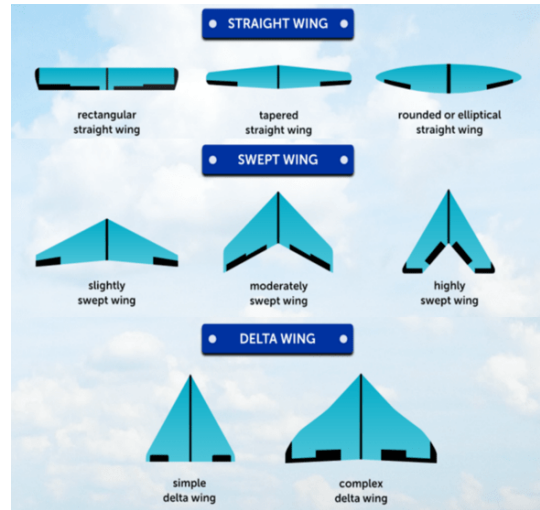 STRAIGHT WING
rectangular
straight wing
tapered
straight wing
rounded or elliptical
straight wing
SWEPT WING
slightly
swept wing
moderately
swept wing
highly
swept wing
DELTA WING
simple
delta wing
complex
delta wing